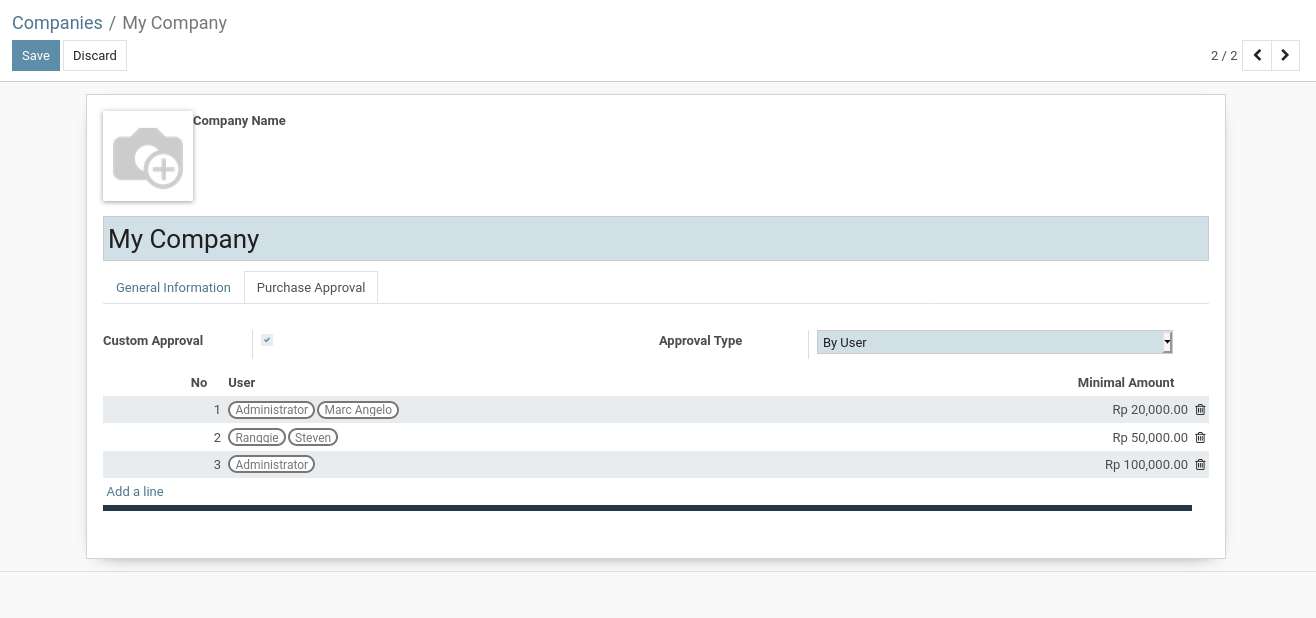 Companies / My Company
Save Discard
2 / 2
Company Name
My Company
General Information Purchase Approval
Custom Approval
Approval Type By User
No User Minimal Amount
1 Administrator Marc Angelo Rp 20,000.00
2 Ranggie Steven Rp 50,000.00
3 Administrator Rp 100,000.00
Add a line